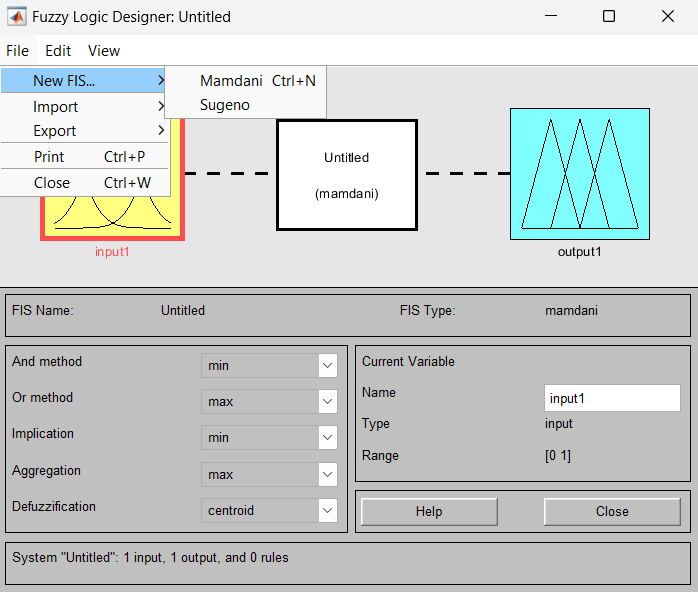 Fuzzy Logic Designer: Untitled
File Edit View
New FIS...
Mamdani Ctrl+N
Import
Sugeno
Export
Print Ctrl+P
Close Ctrl+W
Untitled
(mamdani)
input1
output1
FIS Name: Untitled FIS Type: mamdani
And method min
Or method max
Implication min
Aggregation max
Defuzzification centroid
Current Variable
Name input1
Type input
Range [0 1]
Help Close
System "Untitled": 1 input, 1 output, and 0 rules